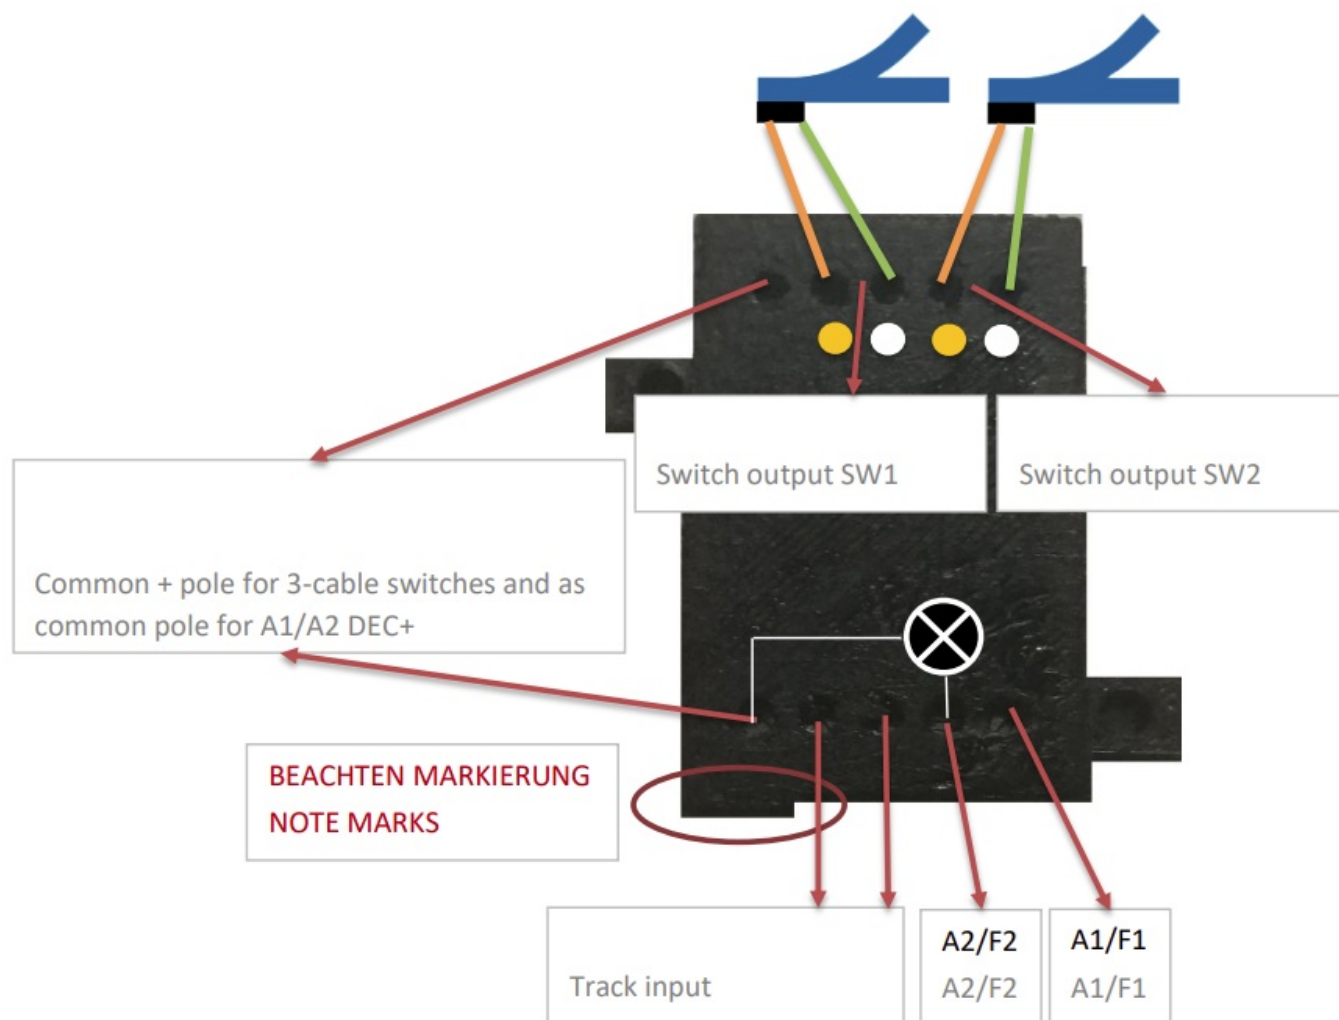 Switch output SW1
Switch output SW2
Common + pole for 3-cable switches and as
common pole for A1/A2 DEC+
BEACHTEN MARKIERUNG
NOTE MARKS
Track input
A2/F2
A2/F2
A1/F1
A1/F1